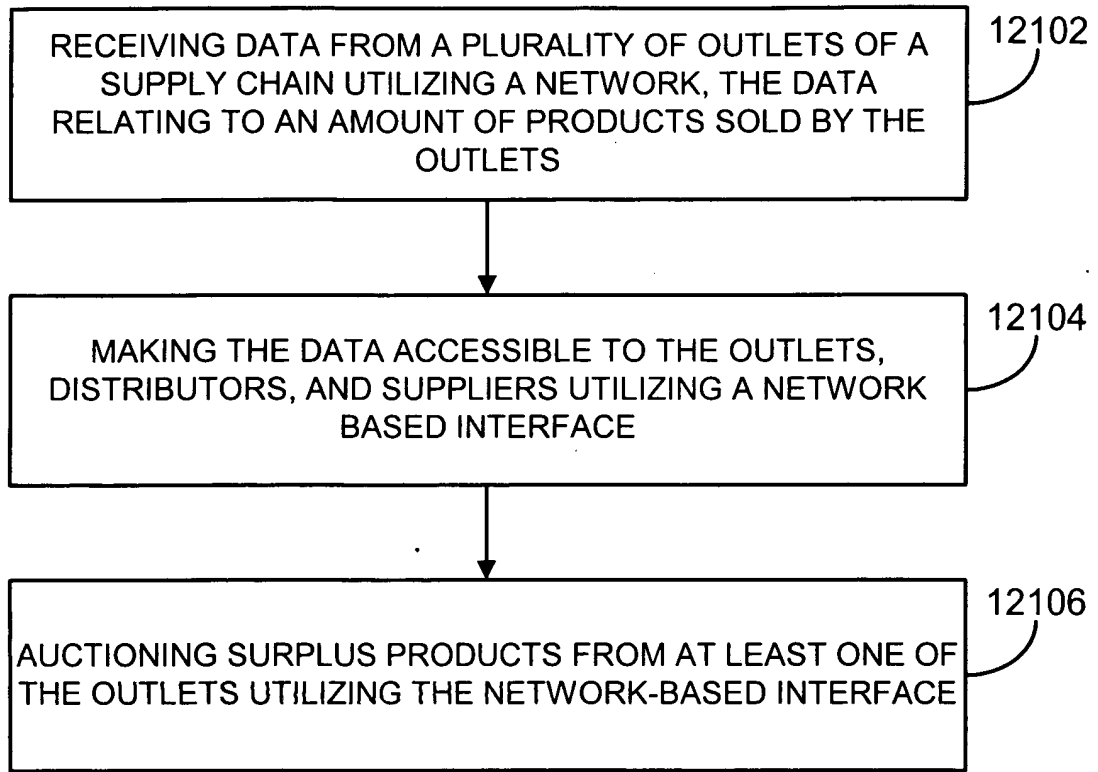 RECEIVING DATA FROM A PLURALITY OF OUTLETS OF A
SUPPLY CHAIN UTILIZING A NETWORK, THE DATA
RELATING TO AN AMOUNT OF PRODUCTS SOLD BY THE
OUTLETS
12102
MAKING THE DATA ACCESSIBLE TO THE OUTLETS,
DISTRIBUTORS, AND SUPPLIERS UTILIZING A NETWORK
BASED INTERFACE
12104
AUCTIONING SURPLUS PRODUCTS FROM AT LEAST ONE OF
THE OUTLETS UTILIZING THE NETWORK-BASED INTERFACE
12106